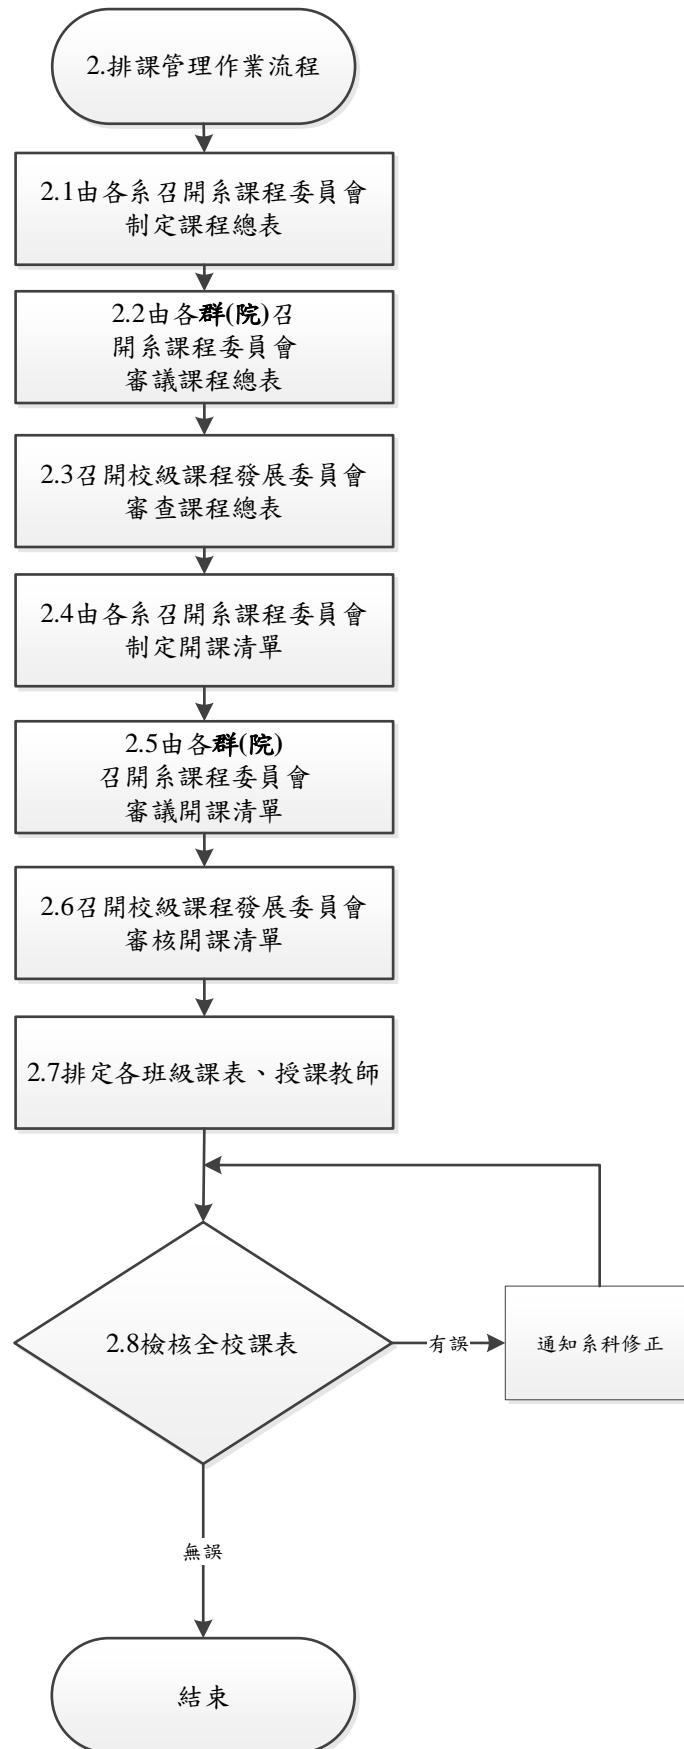 2.排課管理作業流程
2.1由各系召開系課程委員會
制定課程總表
2.2由各群(院)召
開系課程委員會
審議課程總表
2.3召開校級課程發展委員會
審查課程總表
2.4由各系召開系課程委員會
制定開課清單
2.5由各群(院)
召開系課程委員會
審議開課清單
2.6召開校級課程發展委員會
審核開課清單
2.7排定各班級課表、授課教師
2.8檢核全校課表
有誤
通知系科修正
無誤
結束